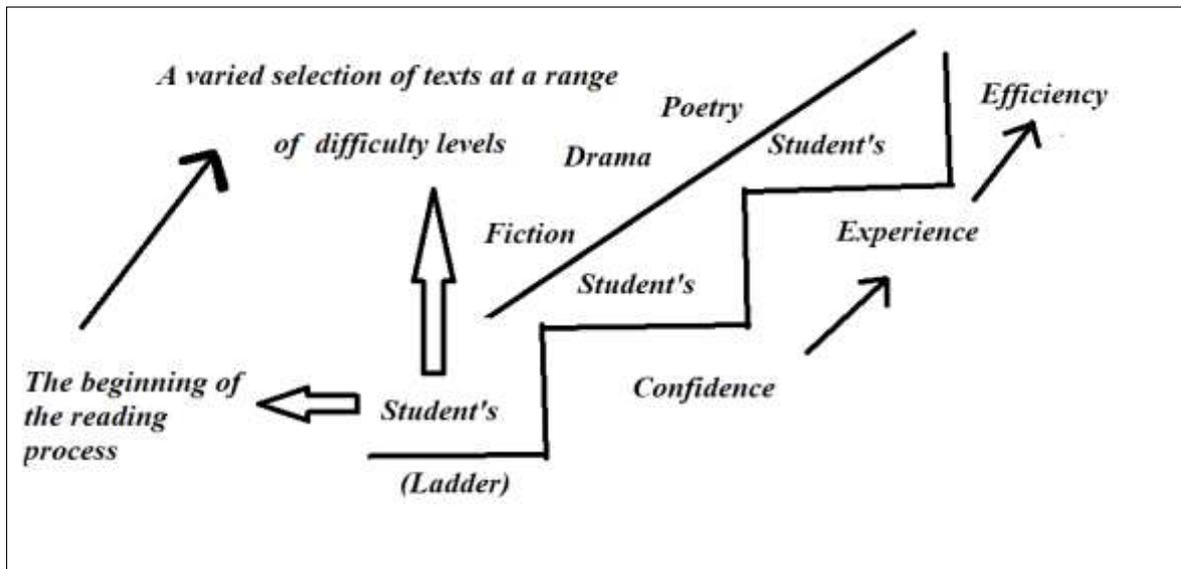 A varied selection of texts at a range
of difficulty levels
Poetry
Drama
Fiction
Efficiency
Student's
Experience
Student's
Confidence
The beginning of
the reading
process
Student's
(Ladder)